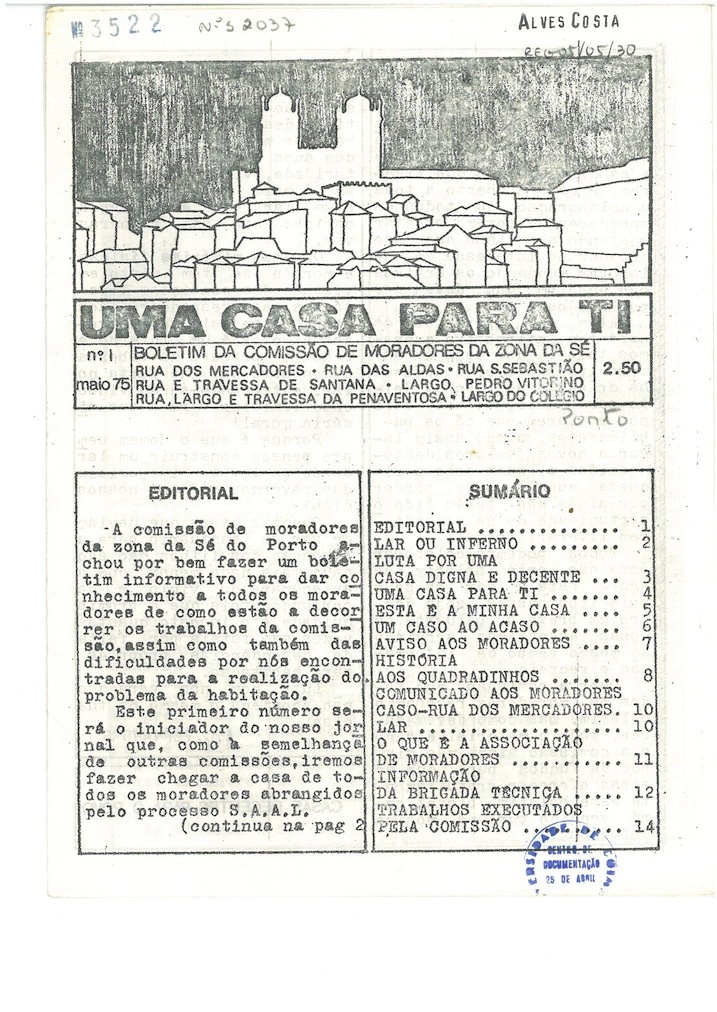 Nº 3522
Nº S 2037
ALVES COSTA
REG 05/05/30
UMA CASA PARA TI
nº 1
maio 75
BOLETIM DA COMISSÃO DE MORADORES DA ZONA DA SÉ
RUA DOS MERCADORES · RUA DAS ALDAS · RUA S.SEBASTIÃO
RUA E TRAVESSA DE SANTANA · LARGO, PEDRO VITORINO
RUA, LARGO E TRAVESSA DA PENAVENTOSA · LARGO DO COLÉGIO
2.50
Porto
EDITORIAL
A comissão de moradores
da zona da Sé do Porto a-
chou por bem fazer um bole-
tim informativo para dar co
nhecimento a todos os mora-
dores de como estão a decor
rer os trabalhos da comis-
são,assim como também das
dificuldades por nós encon-
tradas para a realização do
problema da habitação.
Este primeiro número se-
rá o iniciador do nosso jor
nal que, como à semelhança
de outras comissões,iremos
fazer chegar a casa de to-
dos os moradores abrangidos
pelo processo S.A.A.L.
(continua na pag 2
SUMÁRIO
EDITORIAL .............. 1
LAR OU INFERNO ......... 2
LUTA POR UMA
CASA DIGNA E DECENTE ... 3
UMA CASA PARA TI ....... 4
ESTA É A MINHA CASA .... 5
UM CASO AO ACASO ....... 6
AVISO AOS MORADORES .... 7
HISTÓRIA
AOS QUADRADINHOS ....... 8
COMUNICADO AOS MORADORES
CASO-RUA DOS MERCADORES. 10
LAR .................... 10
O QUE É A ASSOCIAÇÃO
DE MORADORES ........... 11
INFORMAÇÃO
DA BRIGADA TÉCNICA ..... 12
TRABALHOS EXECUTADOS
PELA COMISSÃO .......... 14
CENTRO DE
DOCUMENTAÇÃO
25 DE ABRIL